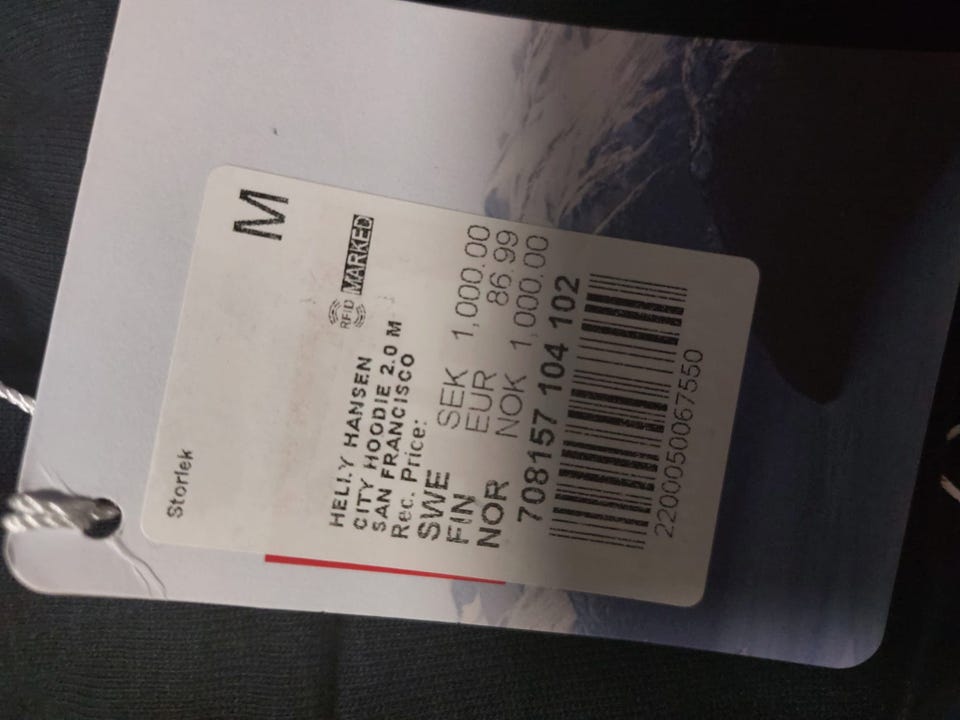 Storlek
M
HELLY HANSEN
CITY HOODIE 2.0 M
SAN FRANCISCO
RFID MARKED
Rec. Price:
SWE SEK 1,000.00
FIN EUR 86.99
NOR NOK 1,000.00
708157 104 102
2200050067550